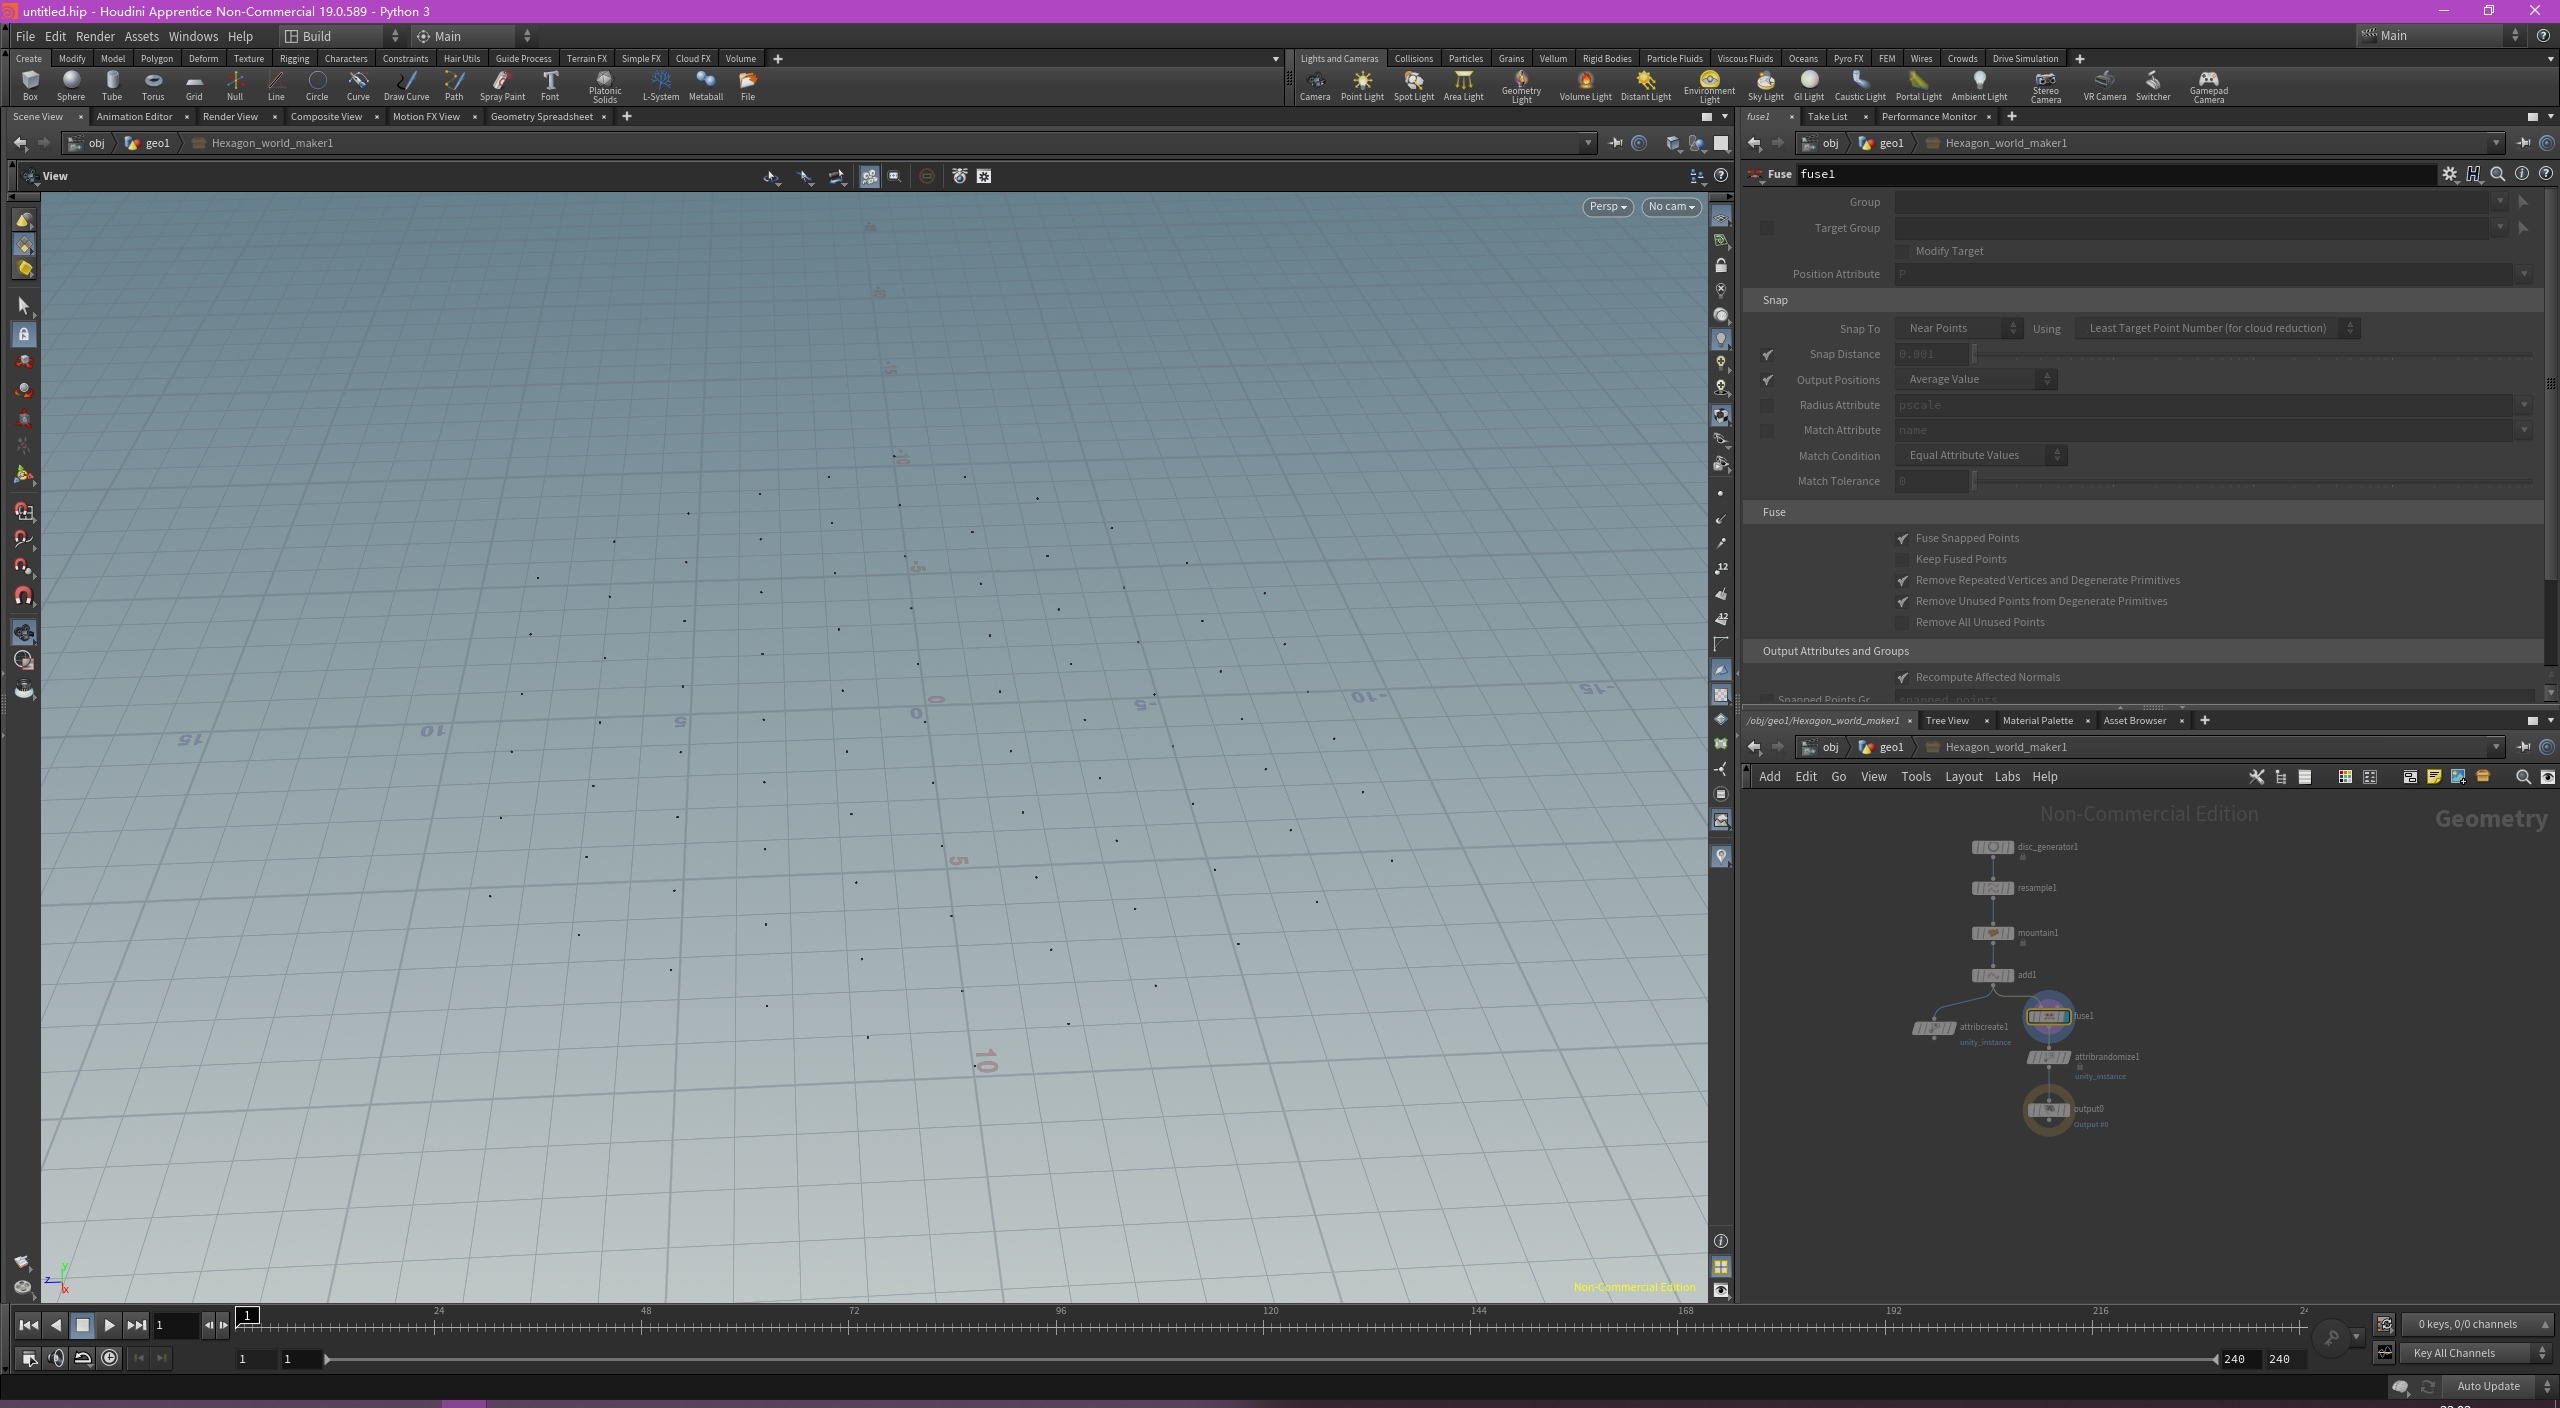 untitled.hip - Houdini Apprentice Non-Commercial 19.0.589 - Python 3
File Edit Render Assets Windows Help Build Main Main
Create Modify Model Polygon Deform Texture Rigging Characters Constraints Hair Utils Guide Process Terrain FX Simple FX Cloud FX Volume
Lights and Cameras Collisions Particles Grains Vellum Rigid Bodies Particle Fluids Viscous Fluids Oceans Pyro FX FEM Wires Crowds Drive Simulation
Box Sphere Tube Torus Grid Null Line Circle Curve Draw Curve Path Spray Paint Font Platonic Solids L-System Metaball File
Camera Point Light Spot Light Area Light Geometry Light Volume Light Distant Light Environment Light Sky Light GI Light Caustic Light Portal Light Ambient Light Stereo Camera VR Camera Switcher Gamepad Camera
Scene View Animation Editor Render View Composite View Motion FX View Geometry Spreadsheet
fuse1 Take List Performance Monitor
obj geo1 Hexagon_world_maker1
obj geo1 Hexagon_world_maker1
View
Fuse fuse1
Persp No cam
Group
Target Group
Modify Target
Position Attribute P
Snap
Snap To Near Points Using Least Target Point Number (for cloud reduction)
Snap Distance 0.001
Output Positions Average Value
Radius Attribute pscale
Match Attribute name
Match Condition Equal Attribute Values
Match Tolerance 0
Fuse
Fuse Snapped Points
Keep Fused Points
Remove Repeated Vertices and Degenerate Primitives
Remove Unused Points from Degenerate Primitives
Remove All Unused Points
Output Attributes and Groups
Recompute Affected Normals
Snapped Points Gr snapped_points
-15
-10
-5
15 10 5 0 0 -5 -10 -15
5
10
/obj/geo1/Hexagon_world_maker1 Tree View Material Palette Asset Browser
obj geo1 Hexagon_world_maker1
Add Edit Go View Tools Layout Labs Help
Non-Commercial Edition
Geometry
disc_generator1
resample1
mountain1
add1
fuse1
attribcreate1
unity_instance
attribrandomize1
unity_instance
output0
Output #0
z y x
Non-Commercial Edition
1 1 24 48 72 96 120 144 168 192 216 24
0 keys, 0/0 channels
1 1 240 240
Key All Channels
Auto Update